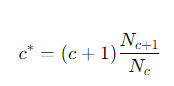 c* = (c + 1) N_{c+1} / N_c